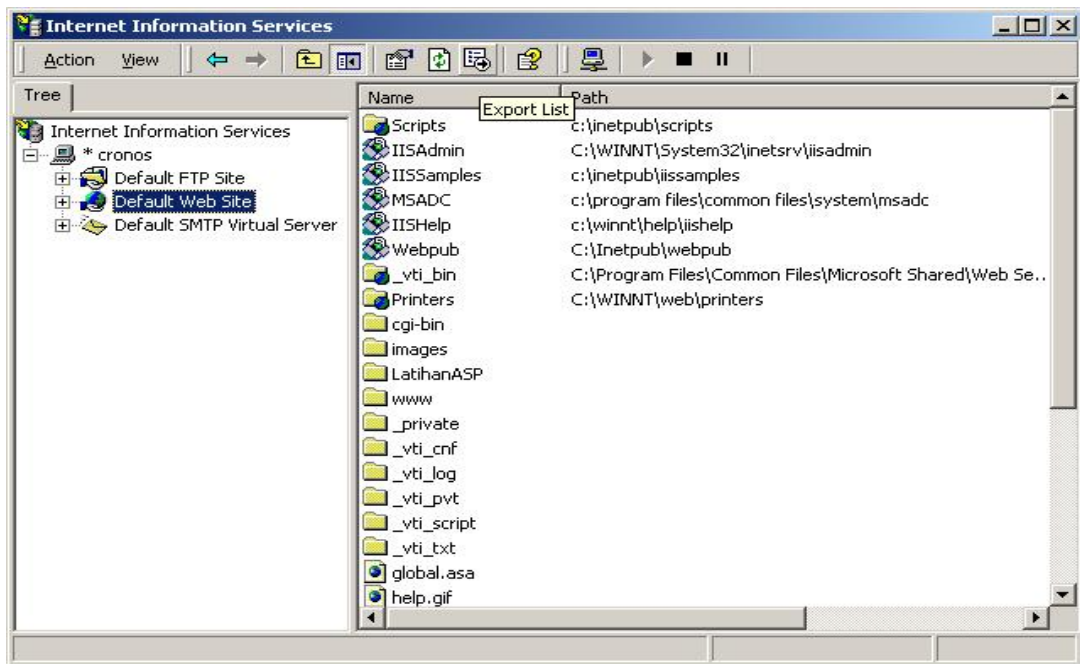 Internet Information Services
Action View
Tree
Name Path
Export List
Internet Information Services
* cronos
Default FTP Site
Default Web Site
Default SMTP Virtual Server
Scripts c:\inetpub\scripts
IISAdmin C:\WINNT\System32\inetsrv\iisadmin
IISSamples c:\inetpub\iissamples
MSADC c:\program files\common files\system\msadc
IISHelp c:\winnt\help\iishelp
Webpub C:\Inetpub\webpub
_vti_bin C:\Program Files\Common Files\Microsoft Shared\Web Se..
Printers C:\WINNT\web\printers
cgi-bin
images
LatihanASP
www
_private
_vti_cnf
_vti_log
_vti_pvt
_vti_script
_vti_txt
global.asa
help.gif